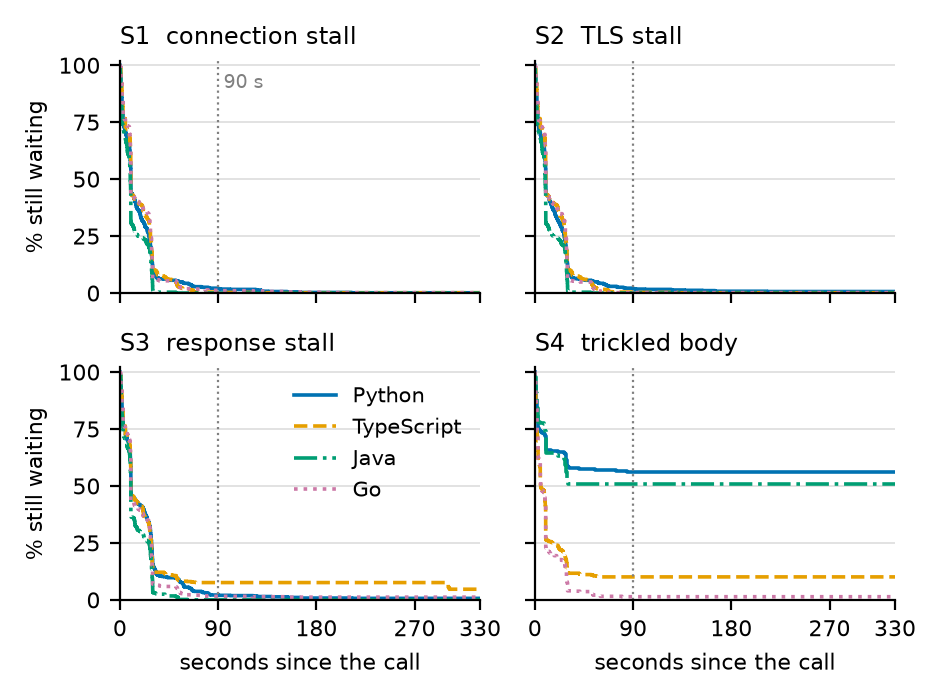 S1  connection stall
S2  TLS stall
% still waiting
100
75
50
25
0
90 s
S3  response stall
S4  trickled body
% still waiting
100
75
50
25
0
Python
TypeScript
Java
Go
0 90 180 270 330
0 90 180 270 330
seconds since the call
seconds since the call